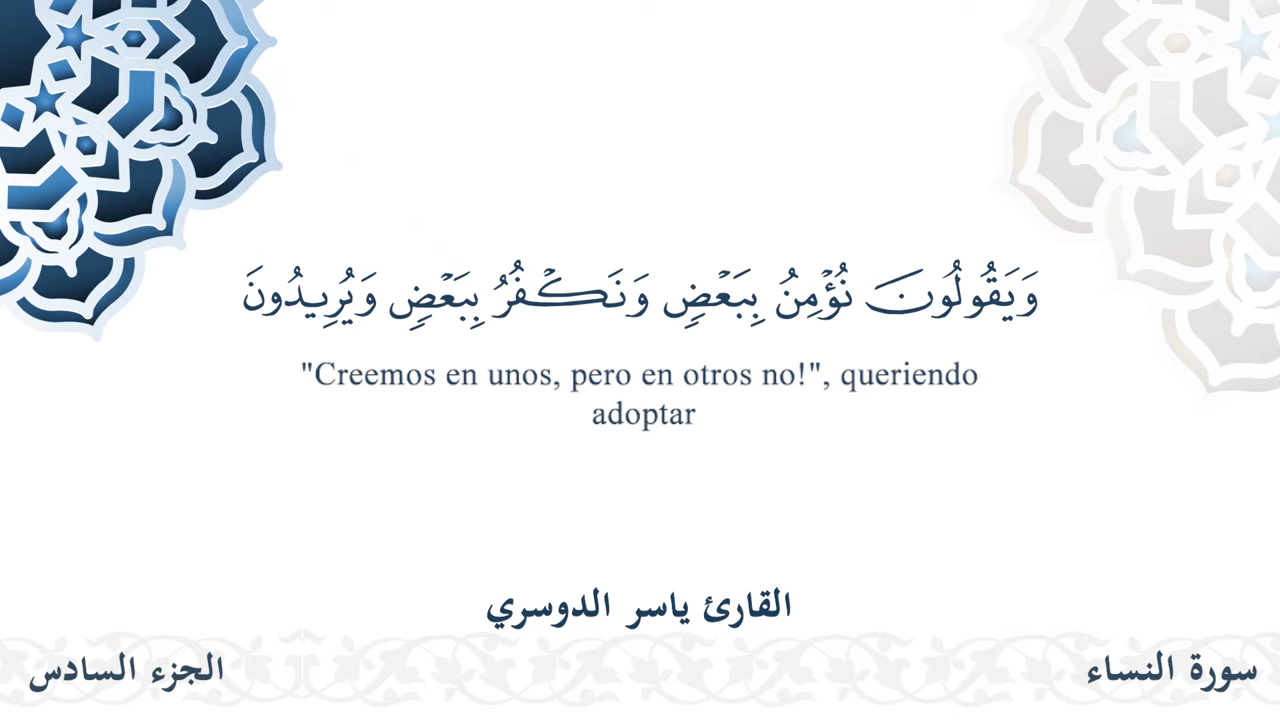 وَيَقُولُونَ نُؤۡمِنُ بِبَعۡضٖ وَنَكۡفُرُ بِبَعۡضٖ وَيُرِيدُونَ
"Creemos en unos, pero en otros no!", queriendo
adoptar
القارئ ياسر الدوسري
سورة النساء
الجزء السادس